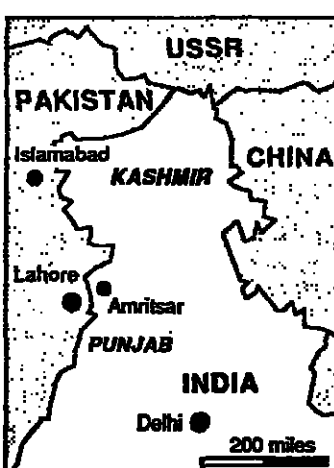 USSR
PAKISTAN
Islamabad
KASHMIR
CHINA
Lahore
Amritsar
PUNJAB
INDIA
Delhi
200 miles